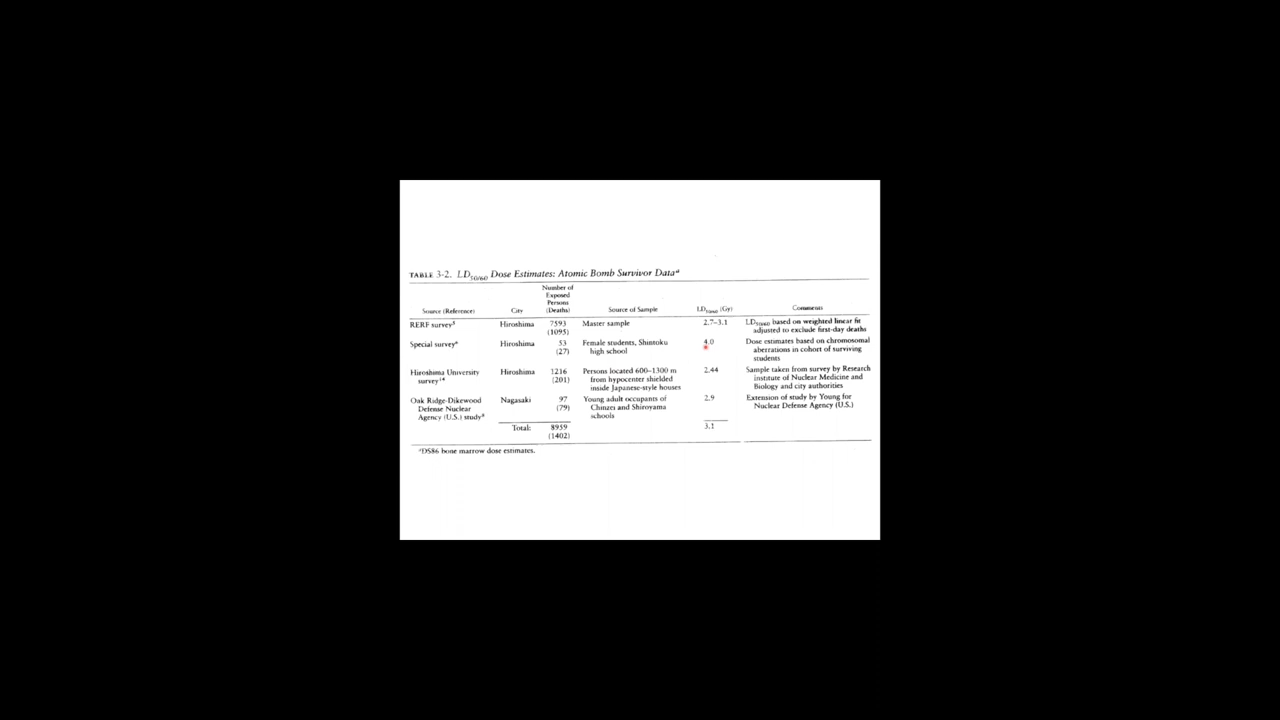 TABLE 3-2. LD50/60 Dose Estimates: Atomic Bomb Survivor Dataᵃ
Number of
Exposed
Persons
Source (Reference) City (Deaths) Source of Sample LD50/60 (Gy) Comments
RERF survey⁵ Hiroshima 7593 Master sample 2.7–3.1 LD50/60 based on weighted linear fit
(1095) adjusted to exclude first-day deaths
Special survey Hiroshima 53 Female students, Shintoku 4.0 Dose estimates based on chromosomal
(27) high school aberrations in cohort of surviving
students
Hiroshima University Hiroshima 1216 Persons located 600–1300 m 2.44 Sample taken from survey by Research
survey¹⁴ (201) from hypocenter shielded institute of Nuclear Medicine and
inside Japanese-style houses Biology and city authorities
Oak Ridge-Dikewood Nagasaki 97 Young adult occupants of 2.9 Extension of study by Young for
Defense Nuclear (79) Chinzei and Shiroyama Nuclear Defense Agency (U.S.)
Agency (U.S.) study schools
Total: 8959 3.1
(1402)
ᵃDS86 bone marrow dose estimates.